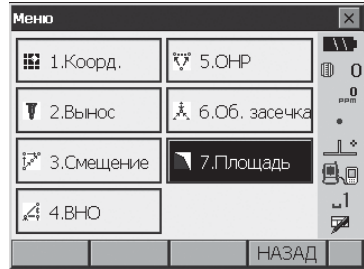 Меню
1.Коорд.
2.Вынос
3.Смещение
4.ВНО
5.ОНР
6.Об. засечка
7.Площадь
0
0
ppm
1
НАЗАД